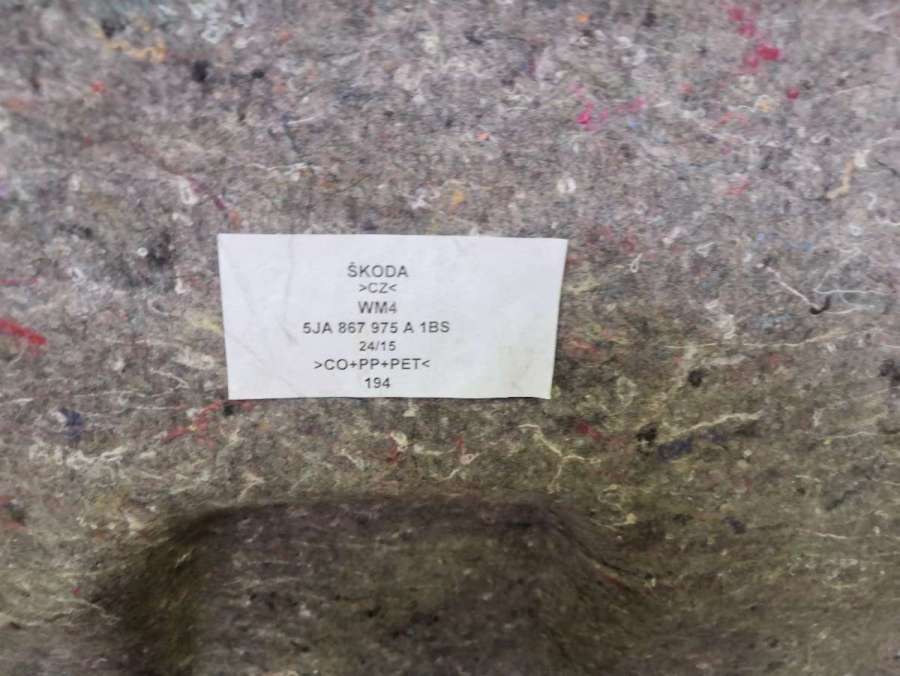 ŠKODA
>CZ<
WM4
5JA 867 975 A 1BS
24/15
>CO+PP+PET<
194